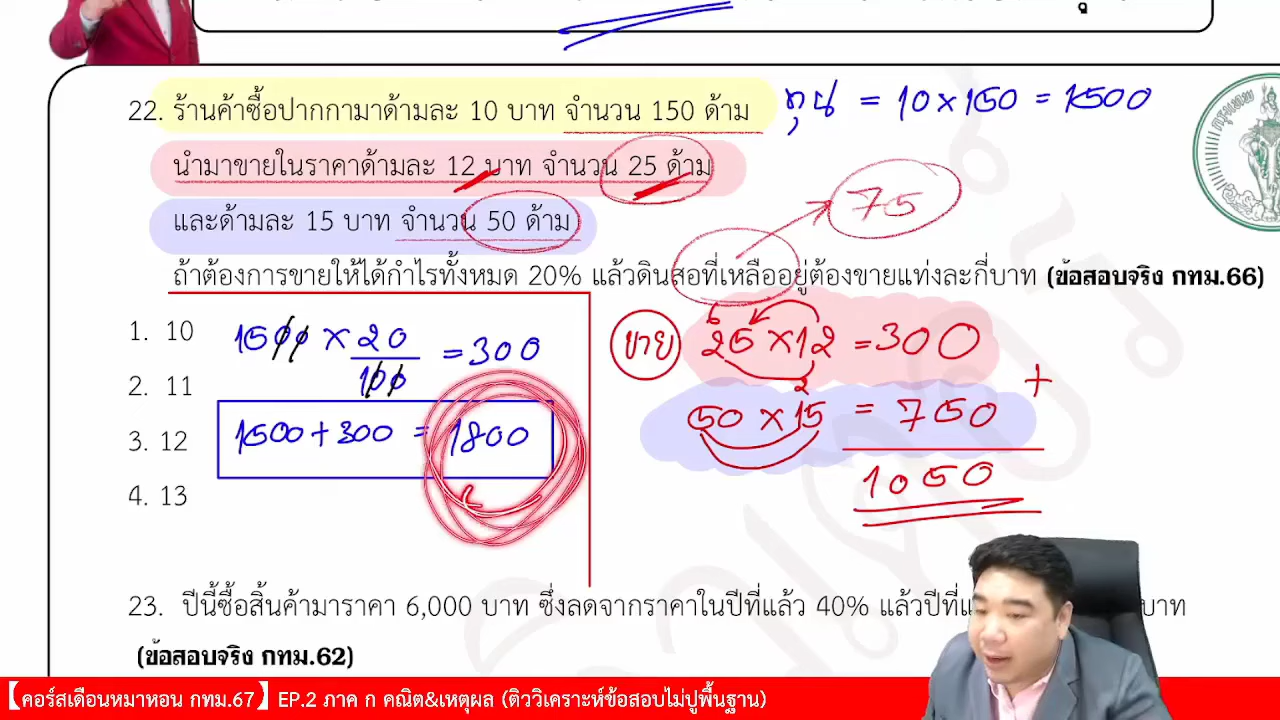 22. ร้านค้าซื้อปากกามาด้ามละ 10 บาท จำนวน 150 ด้าม
ทุน = 10 × 150 = 1500
นำมาขายในราคาด้ามละ 12 บาท จำนวน 25 ด้าม
และด้ามละ 15 บาท จำนวน 50 ด้าม
75
ถ้าต้องการขายให้ได้กำไรทั้งหมด 20% แล้วดินสอที่เหลืออยู่ต้องขายแท่งละกี่บาท (ข้อสอบจริง กทม.66)
1. 10
1500 × 20/100 = 300
ขาย 25 × 12 = 300
2. 11
+
3. 12
1500 + 300 = 1800
50 × 15 = 750
1050
4. 13
23. ปีนี้ซื้อสินค้ามาราคา 6,000 บาท ซึ่งลดจากราคาในปีที่แล้ว 40% แล้วปีที่ บาท
(ข้อสอบจริง กทม.62)
【คอร์สเดือนหมาหอน กทม.67】 EP.2 ภาค ก คณิต&เหตุผล (ติววิเคราะห์ข้อสอบไม่ปูพื้นฐาน)